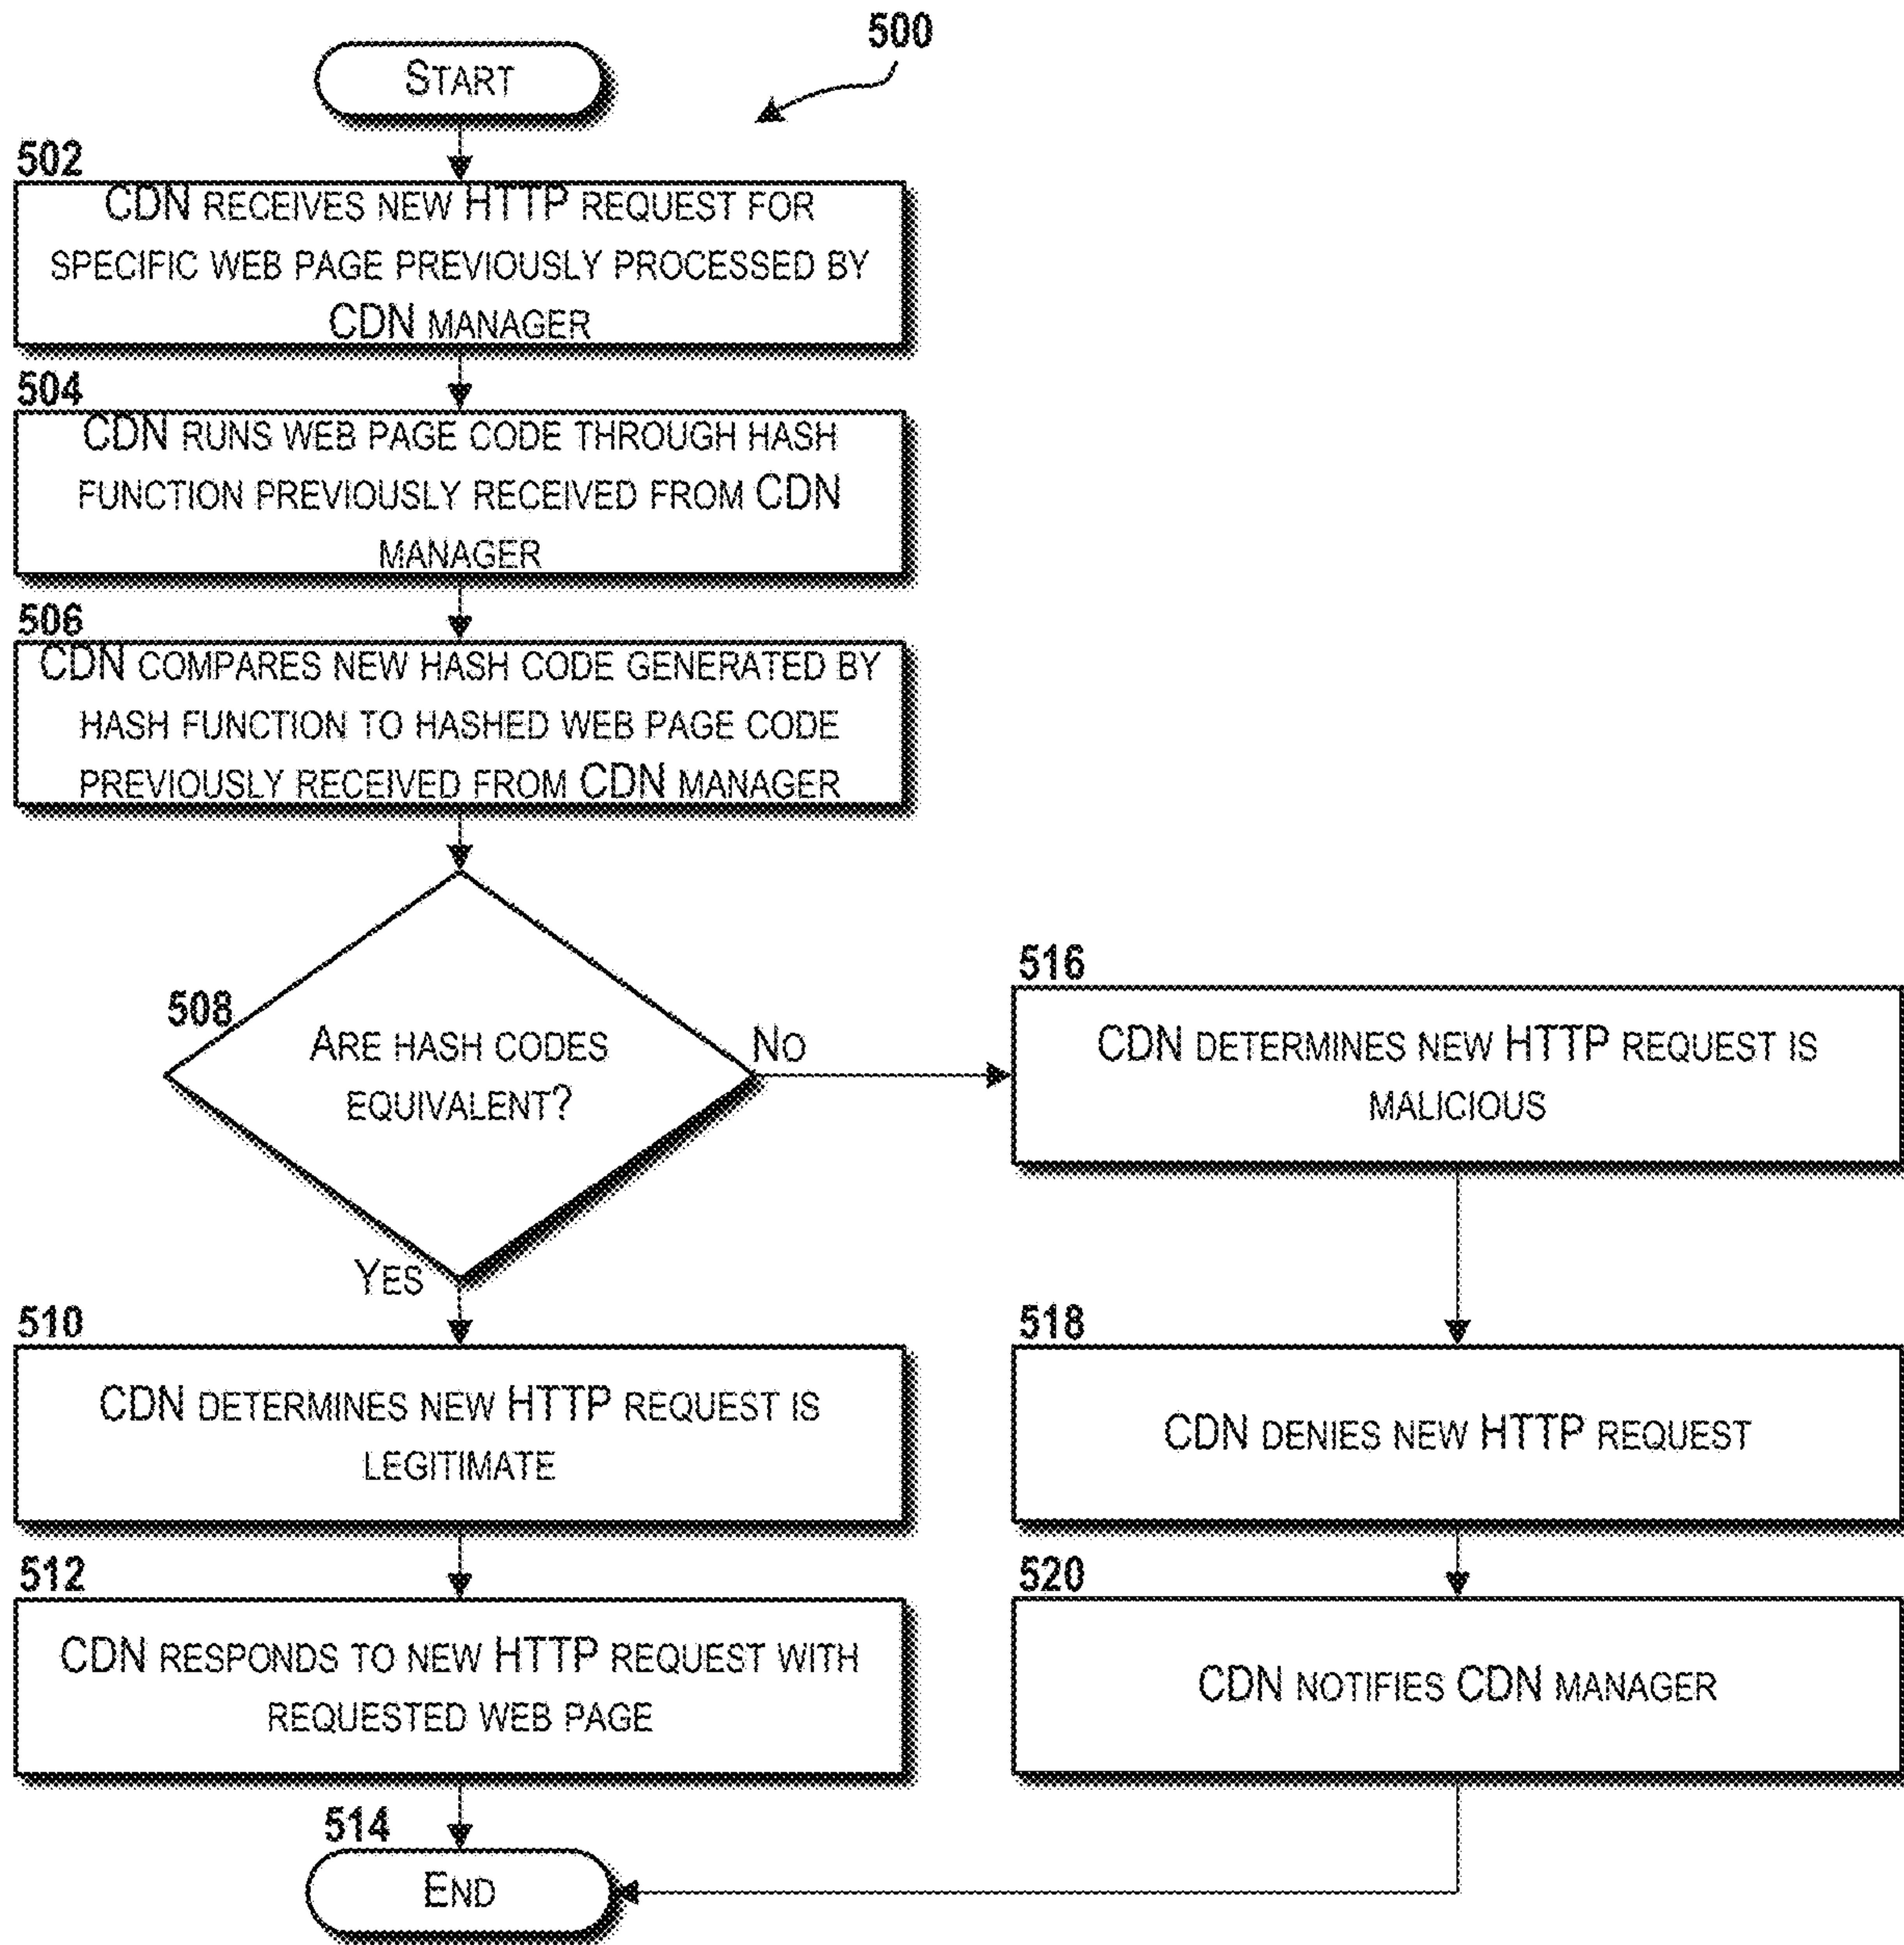 500
START
502
CDN RECEIVES NEW HTTP REQUEST FOR
SPECIFIC WEB PAGE PREVIOUSLY PROCESSED BY
CDN MANAGER
504
CDN RUNS WEB PAGE CODE THROUGH HASH
FUNCTION PREVIOUSLY RECEIVED FROM CDN
MANAGER
506
CDN COMPARES NEW HASH CODE GENERATED BY
HASH FUNCTION TO HASHED WEB PAGE CODE
PREVIOUSLY RECEIVED FROM CDN MANAGER
508
ARE HASH CODES
EQUIVALENT?
NO
YES
510
CDN DETERMINES NEW HTTP REQUEST IS
LEGITIMATE
512
CDN RESPONDS TO NEW HTTP REQUEST WITH
REQUESTED WEB PAGE
514
END
516
CDN DETERMINES NEW HTTP REQUEST IS
MALICIOUS
518
CDN DENIES NEW HTTP REQUEST
520
CDN NOTIFIES CDN MANAGER